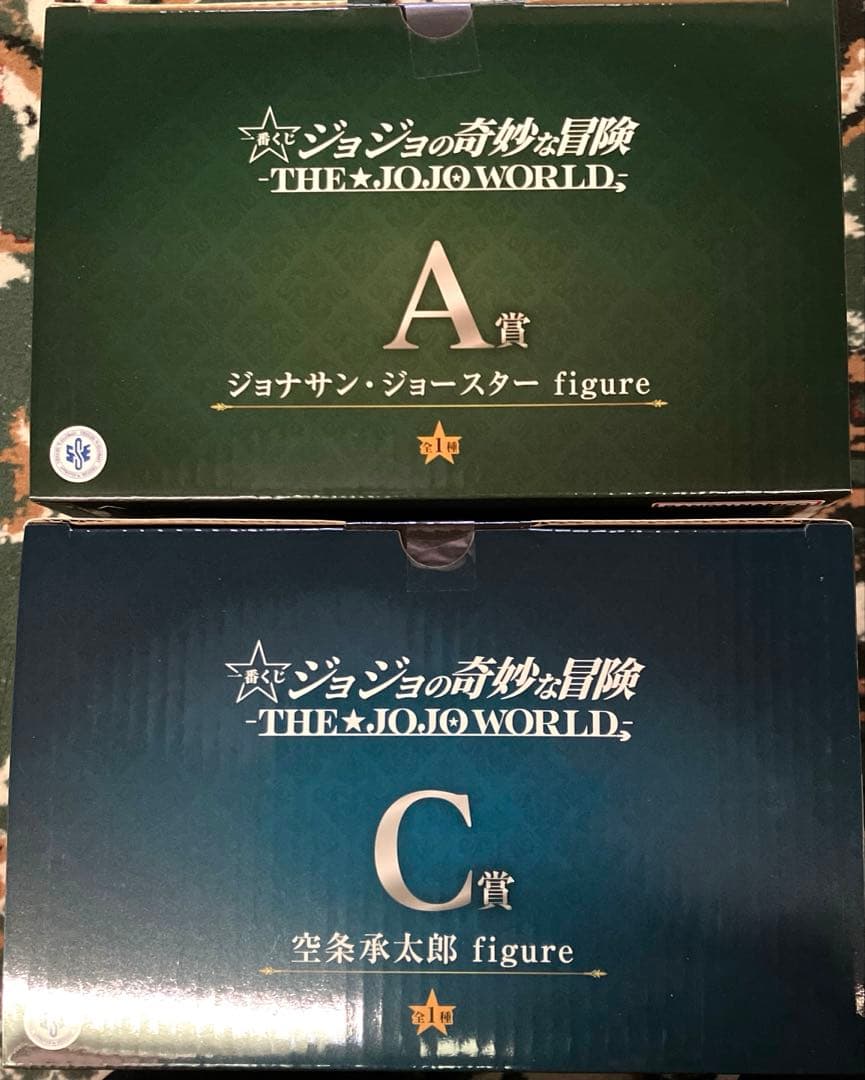 一番くじ ジョジョの奇妙な冒険
-THE★JOJO WORLD-
A賞
ジョナサン・ジョースター figure
全1種
一番くじ ジョジョの奇妙な冒険
-THE★JOJO WORLD-
C賞
空条承太郎 figure
全1種